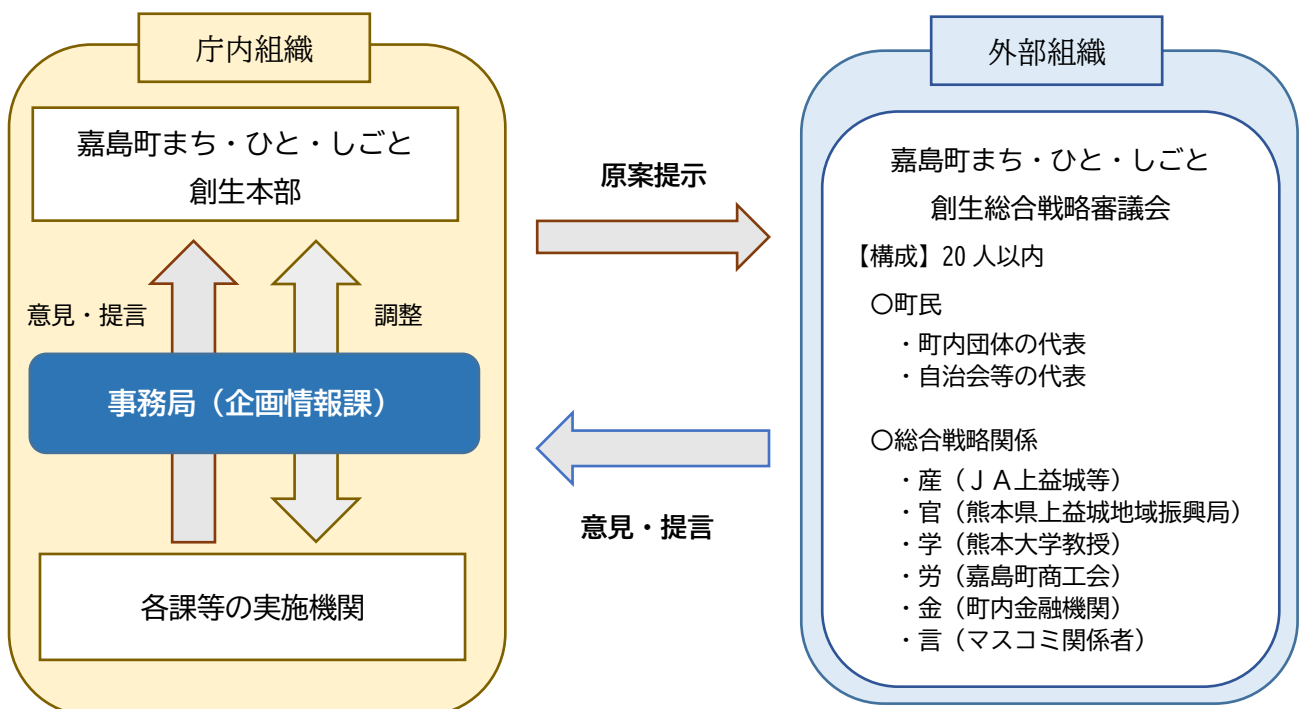 庁内組織
嘉島町まち・ひと・しごと
創生本部
意見・提言
調整
事務局（企画情報課）
各課等の実施機関
原案提示
意見・提言
外部組織
嘉島町まち・ひと・しごと
創生総合戦略審議会
【構成】20人以内
〇町民
・町内団体の代表
・自治会等の代表
〇総合戦略関係
・産（ＪＡ上益城等）
・官（熊本県上益城地域振興局）
・学（熊本大学教授）
・労（嘉島町商工会）
・金（町内金融機関）
・言（マスコミ関係者）